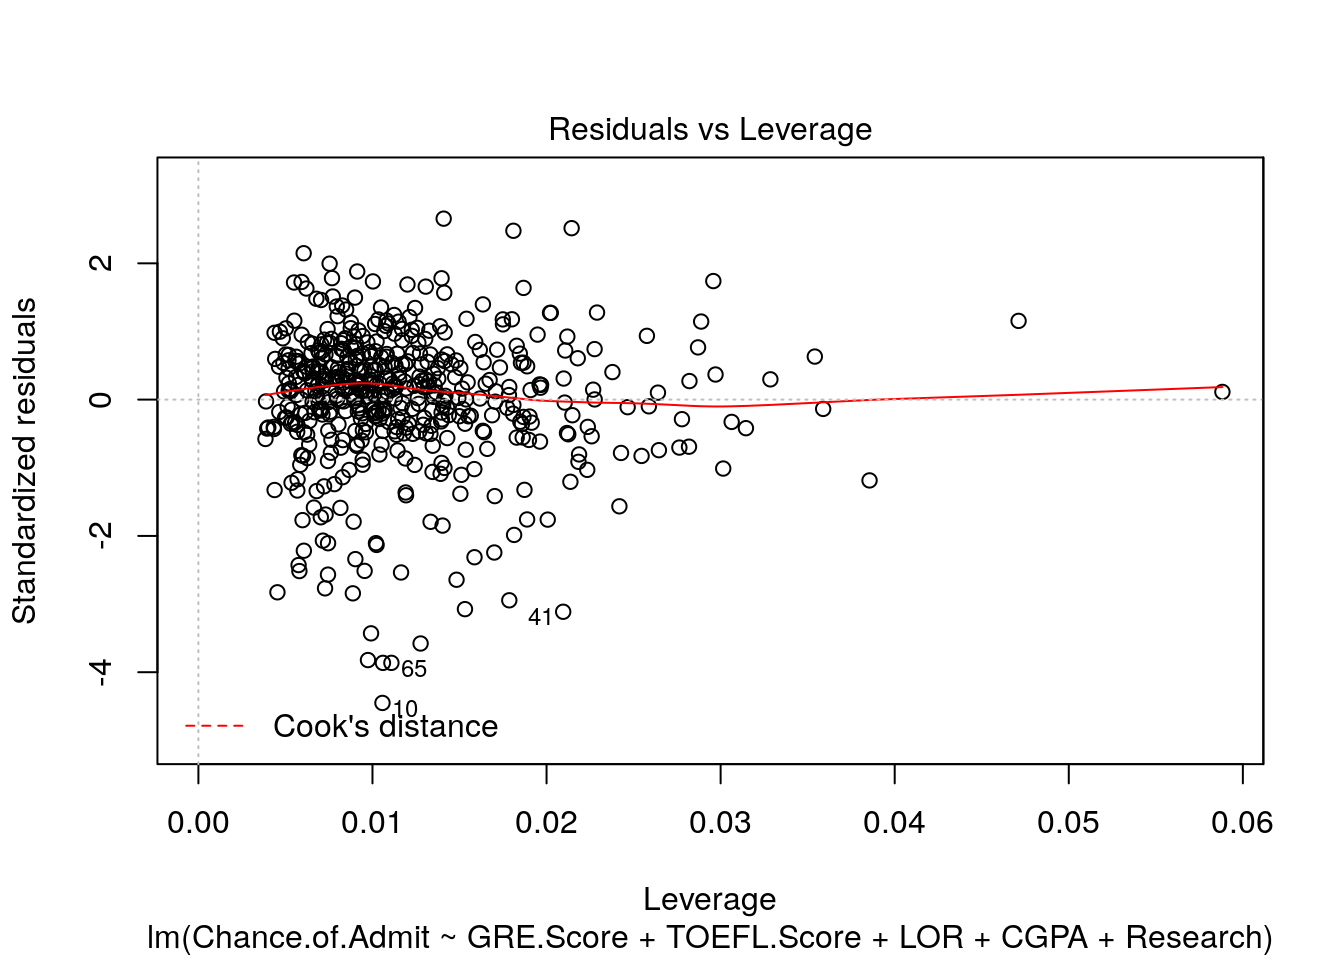 Residuals vs Leverage
Standardized residuals
2
0
-2
-4
41
65
10
Cook's distance
0.00 0.01 0.02 0.03 0.04 0.05 0.06
Leverage
lm(Chance.of.Admit ~ GRE.Score + TOEFL.Score + LOR + CGPA + Research)